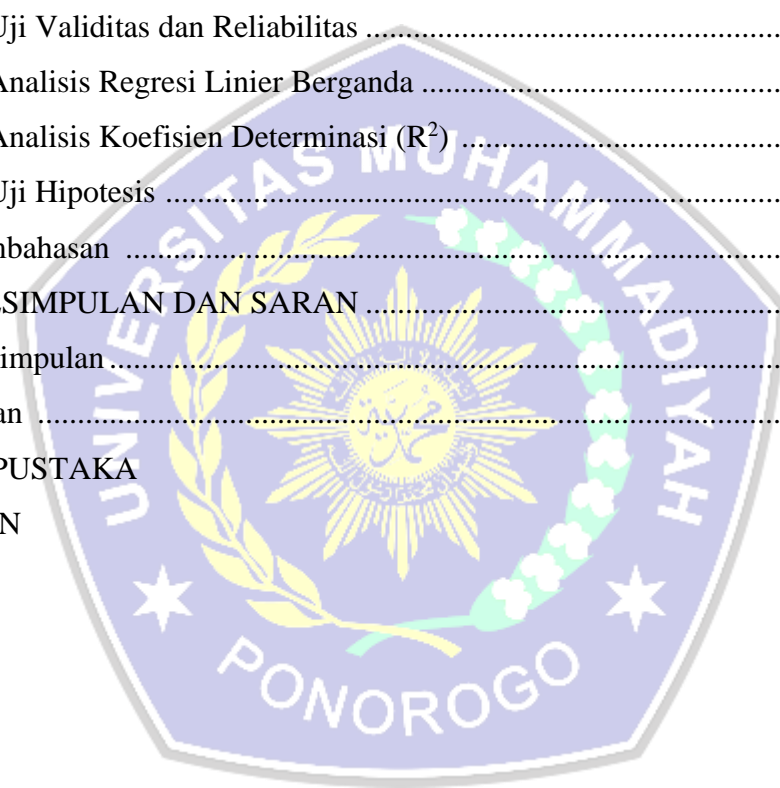 Uji Validitas dan Reliabilitas ..........
Analisis Regresi Linier Berganda ..........
Analisis Koefisien Determinasi (R²) ..........
Uji Hipotesis ..........
nbahasan ..........
SIMPULAN DAN SARAN ..........
impulan ..........
an ..........
PUSTAKA
N
UNIVERSITAS MUHAMMADIYAH
PONOROGO
محمدية